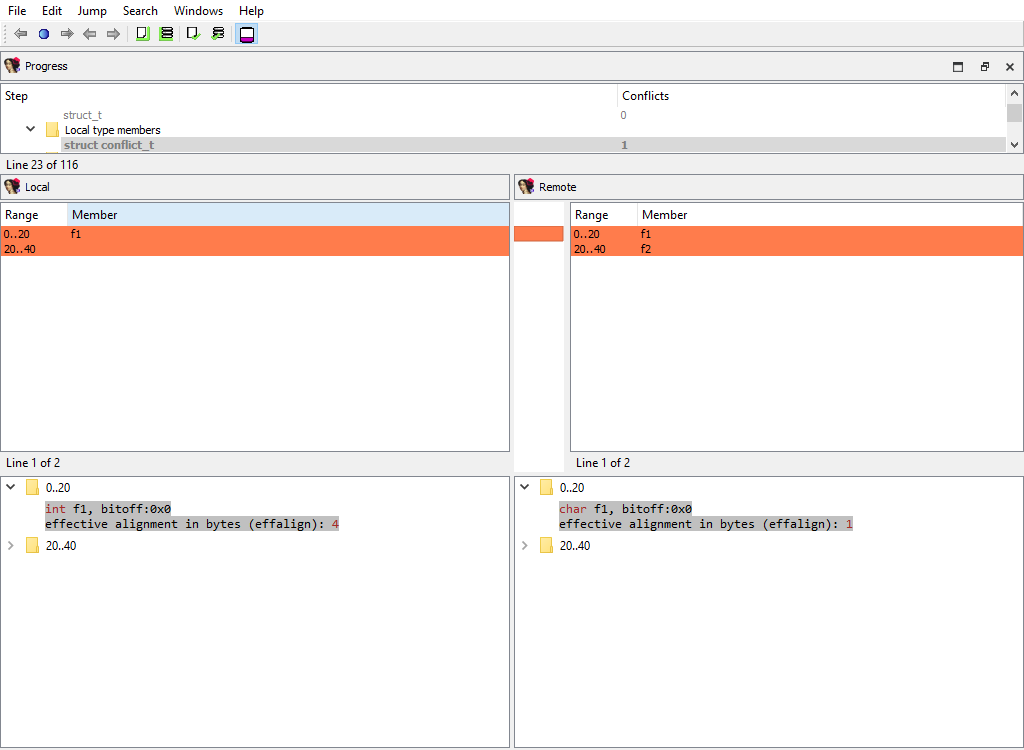 File Edit Jump Search Windows Help
Progress
Step Conflicts
struct_t 0
Local type members
struct conflict_t 1
Line 23 of 116
Local Remote
Range Member Range Member
0..20 f1 0..20 f1
20..40 20..40 f2
Line 1 of 2 Line 1 of 2
0..20 0..20
int f1, bitoff:0x0 char f1, bitoff:0x0
effective alignment in bytes (effalign): 4 effective alignment in bytes (effalign): 1
20..40 20..40